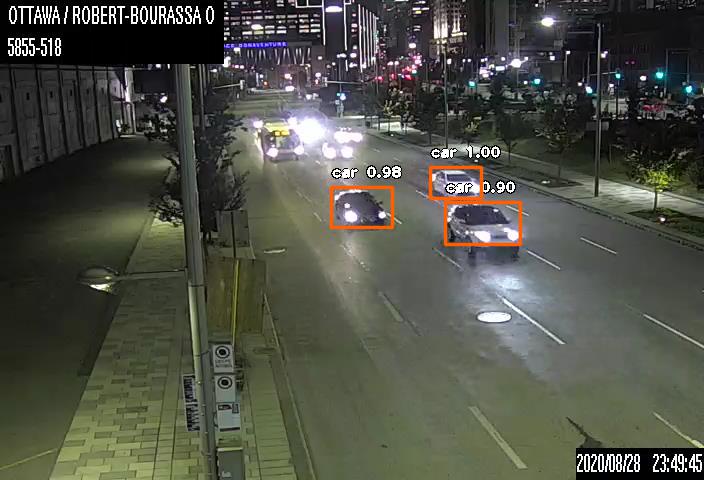 OTTAWA / ROBERT-BOURASSA O
5855-518
BONAVENTURE
car 1.00
car 0.98
car 0.90
2020/08/28 23:49:45